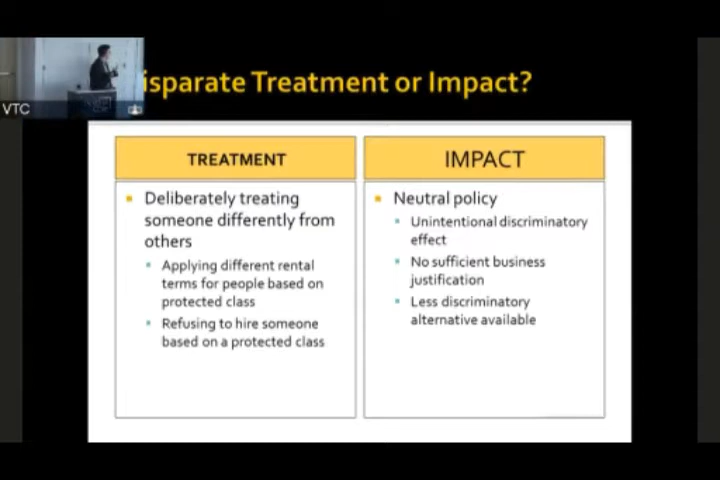 isparate Treatment or Impact?
VTC
TREATMENT
Deliberately treating
someone differently from
others
Applying different rental
terms for people based on
protected class
Refusing to hire someone
based on a protected class
IMPACT
Neutral policy
Unintentional discriminatory
effect
No sufficient business
justification
Less discriminatory
alternative available